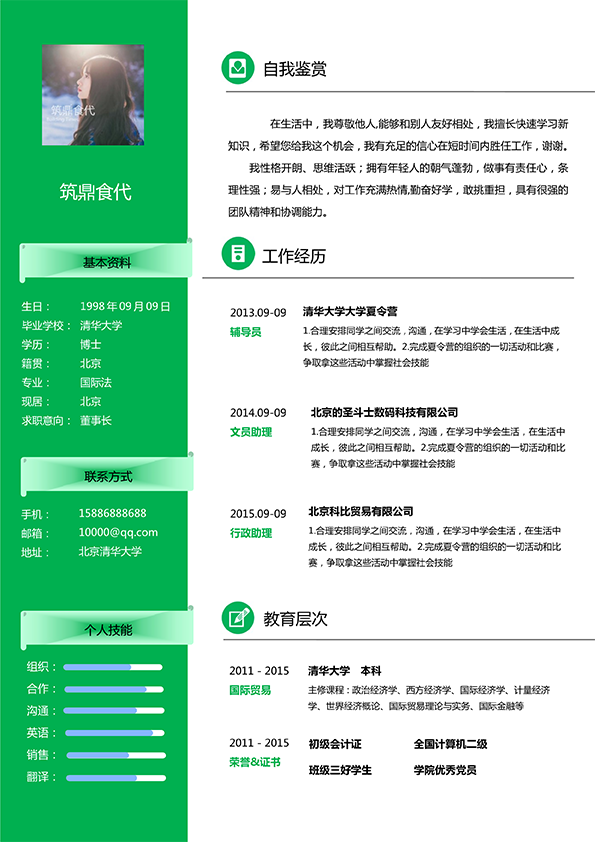 筑鼎食代
筑鼎食代
基本资料
生日： 1998年09月09日
毕业学校： 清华大学
学历： 博士
籍贯： 北京
专业： 国际法
现居： 北京
求职意向： 董事长
联系方式
手机： 15886888688
邮箱： 10000@qq.com
地址： 北京清华大学
个人技能
组织：
合作：
沟通：
英语：
销售：
翻译：
自我鉴赏
在生活中，我尊敬他人,能够和别人友好相处，我擅长快速学习新
知识，希望您给我这个机会，我有充足的信心在短时间内胜任工作，谢谢。
我性格开朗、思维活跃；拥有年轻人的朝气蓬勃，做事有责任心，条
理性强；易与人相处，对工作充满热情,勤奋好学，敢挑重担，具有很强的
团队精神和协调能力。
工作经历
2013.09-09 清华大学大学夏令营
辅导员
1.合理安排同学之间交流，沟通，在学习中学会生活，在生活中成
长，彼此之间相互帮助。2.完成夏令营的组织的一切活动和比赛，
争取拿这些活动中掌握社会技能
2014.09-09 北京的圣斗士数码科技有限公司
文员助理
1.合理安排同学之间交流，沟通，在学习中学会生活，在生活中
成长，彼此之间相互帮助。2.完成夏令营的组织的一切活动和比
赛，争取拿这些活动中掌握社会技能
2015.09-09 北京科比贸易有限公司
行政助理
1.合理安排同学之间交流，沟通，在学习中学会生活，在生活中
成长，彼此之间相互帮助。2.完成夏令营的组织的一切活动和比
赛，争取拿这些活动中掌握社会技能
教育层次
2011 - 2015 清华大学 本科
国际贸易
主修课程：政治经济学、西方经济学、国际经济学、计量经济
学、世界经济概论、国际贸易理论与实务、国际金融等
2011 - 2015 初级会计证 全国计算机二级
荣誉&证书
班级三好学生 学院优秀党员